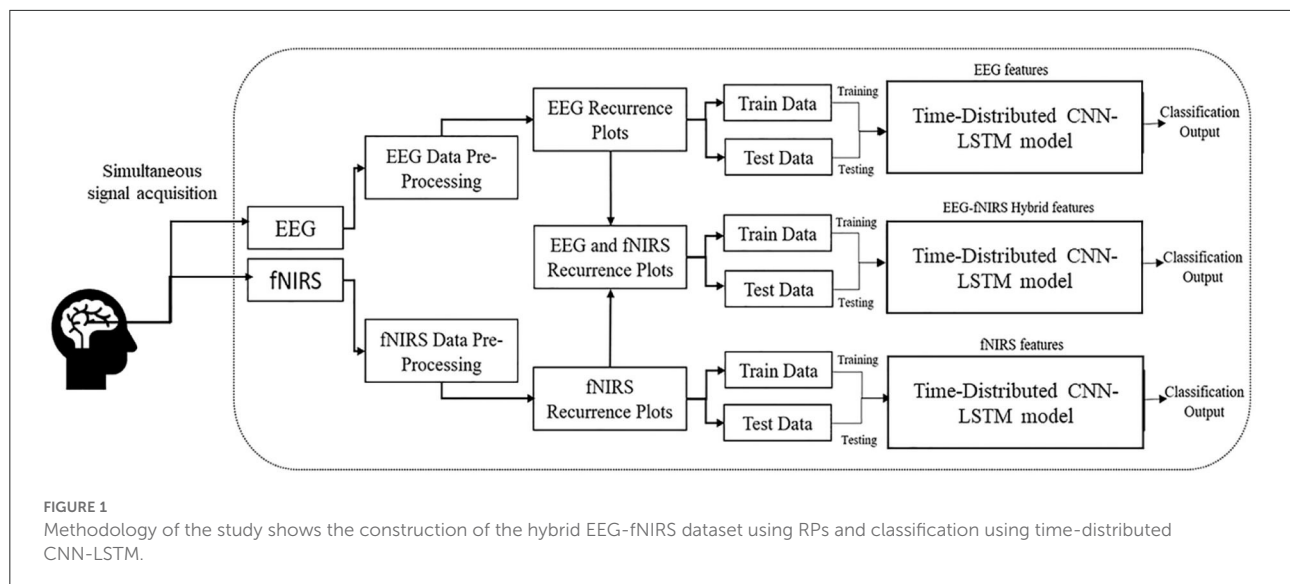 Simultaneous
signal acquisition
EEG
fNIRS
EEG Data Pre-
Processing
fNIRS Data Pre-
Processing
EEG Recurrence
Plots
EEG and fNIRS
Recurrence Plots
fNIRS
Recurrence Plots
Train Data
Test Data
Training
Testing
EEG features
Time-Distributed CNN-
LSTM model
Classification
Output
Train Data
Test Data
Training
Testing
EEG-fNIRS Hybrid features
Time-Distributed CNN-
LSTM model
Classification
Output
Train Data
Test Data
Training
Testing
fNIRS features
Time-Distributed CNN-
LSTM model
Classification
Output
FIGURE 1
Methodology of the study shows the construction of the hybrid EEG-fNIRS dataset using RPs and classification using time-distributed
CNN-LSTM.